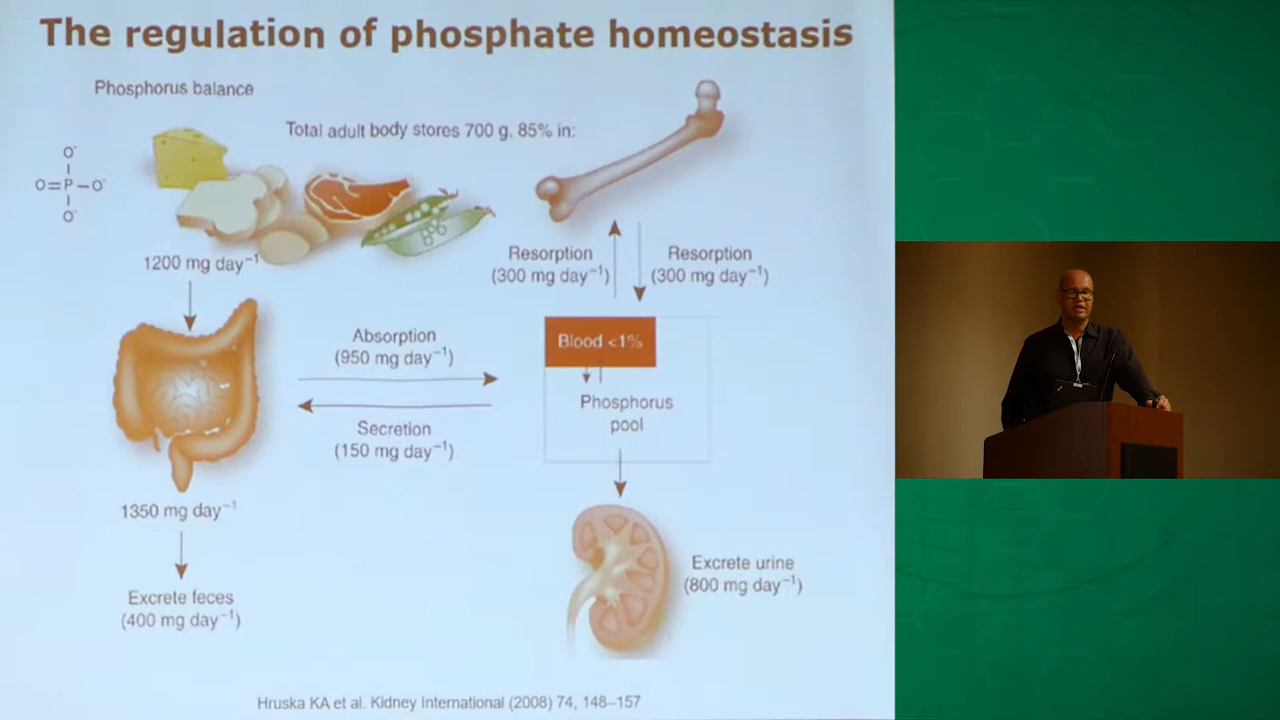 The regulation of phosphate homeostasis
Phosphorus balance
Total adult body stores 700 g, 85% in:
O⁻
O=P–O⁻
O⁻
1200 mg day⁻¹
Resorption
(300 mg day⁻¹)
Resorption
(300 mg day⁻¹)
Absorption
(950 mg day⁻¹)
Blood <1%
Phosphorus
pool
Secretion
(150 mg day⁻¹)
1350 mg day⁻¹
Excrete feces
(400 mg day⁻¹)
Excrete urine
(800 mg day⁻¹)
Hruska KA et al. Kidney International (2008) 74, 148–157